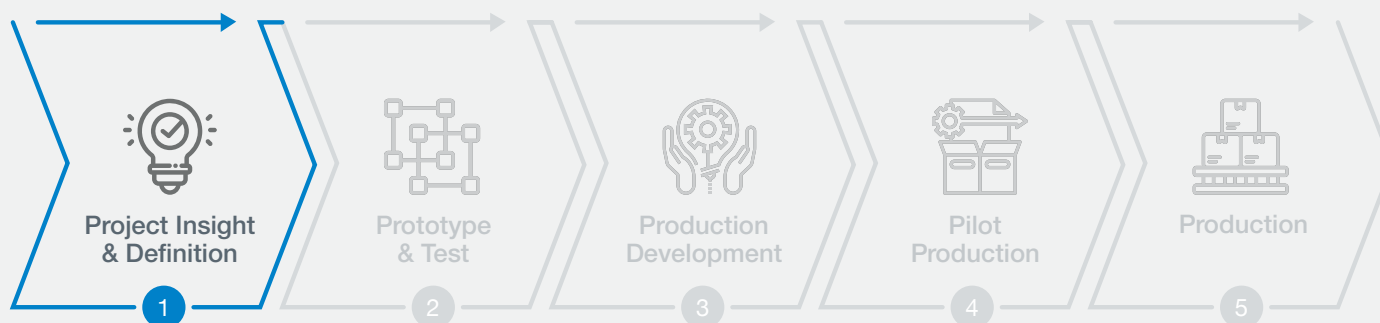 Project Insight
& Definition
1
Prototype
& Test
2
Production
Development
3
Pilot
Production
4
Production
5